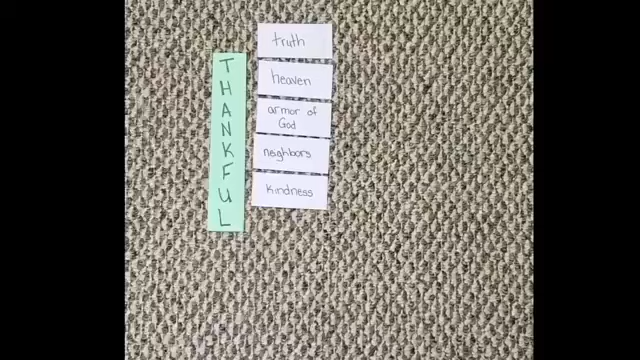 THANKFUL
truth
heaven
armor of
God
neighbors
kindness